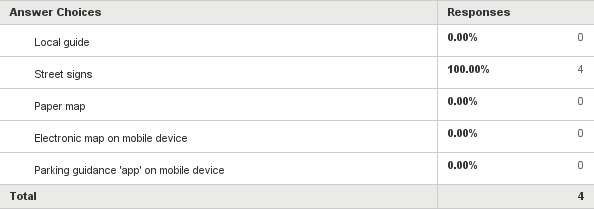 Answer Choices Responses
Local guide 0.00% 0
Street signs 100.00% 4
Paper map 0.00% 0
Electronic map on mobile device 0.00% 0
Parking guidance 'app' on mobile device 0.00% 0
Total 4